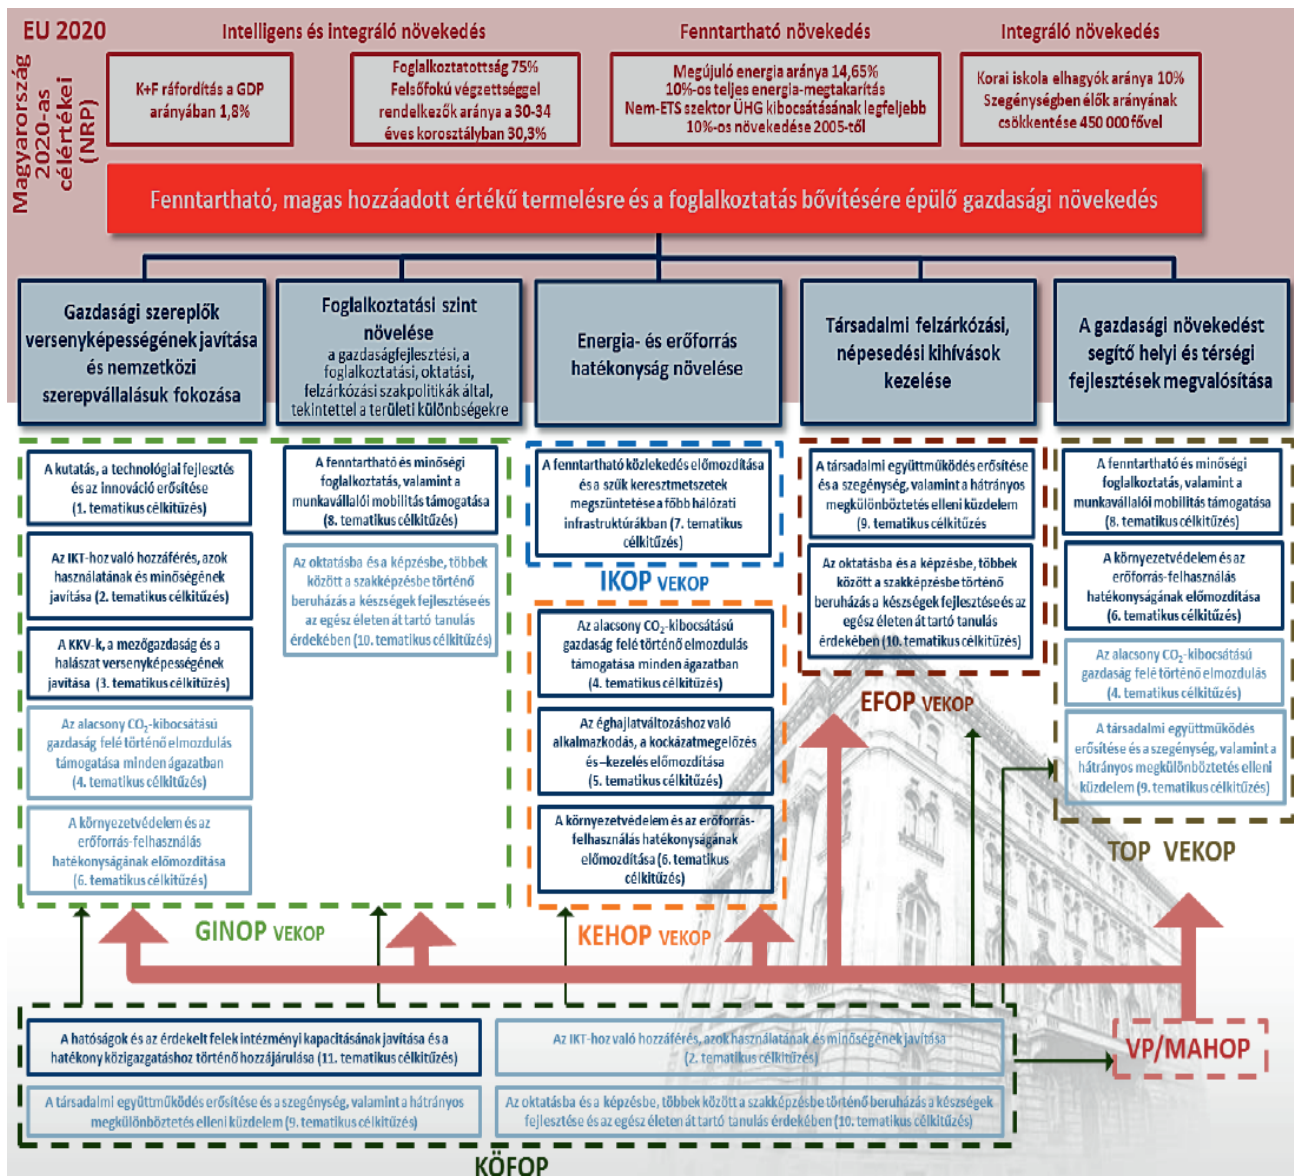 EU 2020
Magyarország
2020-as
célértékei
(NRP)
Intelligens és integráló növekedés
Fenntartható növekedés
Integráló növekedés
K+F ráfordítás a GDP
arányában 1,8%
Foglalkoztatottság 75%
Felsőfokú végzettséggel
rendelkezők aránya a 30-34
éves korosztályban 30,3%
Megújuló energia aránya 14,65%
10%-os teljes energia-megtakarítás
Nem-ETS szektor ÜHG kibocsátásának legfeljebb
10%-os növekedése 2005-től
Korai iskola elhagyók aránya 10%
Szegénységben élők arányának
csökkentése 450 000 fővel
Fenntartható, magas hozzáadott értékű termelésre és a foglalkoztatás bővítésére épülő gazdasági növekedés
Gazdasági szereplők
versenyképességének javítása
és nemzetközi
szerepvállalásuk fokozása
Foglalkoztatási szint
növelése
a gazdaságfejlesztési, a
foglalkoztatási, oktatási,
felzárkózási szakpolitikák által,
tekintettel a területi különbségekre
Energia- és erőforrás
hatékonyság növelése
Társadalmi felzárkózási,
népesedési kihívások
kezelése
A gazdasági növekedést
segítő helyi és térségi
fejlesztések megvalósítása
A kutatás, a technológiai fejlesztés
és az innováció erősítése
(1. tematikus célkitűzés)
Az IKT-hoz való hozzáférés, azok
használatának és minőségének
javítása (2. tematikus célkitűzés)
A KKV-k, a mezőgazdaság és a
halászat versenyképességének
javítása (3. tematikus célkitűzés)
Az alacsony CO₂-kibocsátású
gazdaság felé történő elmozdulás
támogatása minden ágazatban
(4. tematikus célkitűzés)
A környezetvédelem és az
erőforrás-felhasználás
hatékonyságának előmozdítása
(6. tematikus célkitűzés)
A fenntartható és minőségi
foglalkoztatás, valamint a
munkavállalói mobilitás támogatása
(8. tematikus célkitűzés)
Az oktatásba és a képzésbe, többek
között a szakképzésbe történő
beruházás a készségek fejlesztése és
az egész életen át tartó tanulás
érdekében (10. tematikus célkitűzés)
GINOP VEKOP
A fenntartható közlekedés előmozdítása
és a szűk keresztmetszetek
megszüntetése a főbb hálózati
infrastruktúrákban (7. tematikus
célkitűzés)
IKOP VEKOP
Az alacsony CO₂-kibocsátású
gazdaság felé történő elmozdulás
támogatása minden ágazatban
(4. tematikus célkitűzés)
Az éghajlatváltozáshoz való
alkalmazkodás, a kockázatmegelőzés
és –kezelés előmozdítása
(5. tematikus célkitűzés)
A környezetvédelem és az erőforrás-
felhasználás hatékonyságának
előmozdítása (6. tematikus
célkitűzés)
KEHOP VEKOP
A társadalmi együttműködés erősítése
és a szegénység, valamint a hátrányos
megkülönböztetés elleni küzdelem
(9. tematikus célkitűzés
Az oktatásba és a képzésbe, többek
között a szakképzésbe történő
beruházás a készségek fejlesztése és az
egész életen át tartó tanulás
érdekében (10. tematikus célkitűzés)
EFOP VEKOP
A fenntartható és minőségi
foglalkoztatás, valamint a
munkavállalói mobilitás támogatása
(8. tematikus célkitűzés)
A környezetvédelem és az
erőforrás-felhasználás
hatékonyságának előmozdítása
(6. tematikus célkitűzés)
Az alacsony CO₂-kibocsátású
gazdaság felé történő elmozdulás
(4. tematikus célkitűzés)
A társadalmi együttműködés
erősítése és a szegénység, valamint a
hátrányos megkülönböztetés elleni
küzdelem (9. tematikus célkitűzés)
TOP VEKOP
A hatóságok és az érdekelt felek intézményi kapacitásának javítása és a
hatékony közigazgatáshoz történő hozzájárulása (11. tematikus célkitűzés)
Az IKT-hoz való hozzáférés, azok használatának és minőségének javítása
(2. tematikus célkitűzés)
A társadalmi együttműködés erősítése és a szegénység, valamint a hátrányos
megkülönböztetés elleni küzdelem (9. tematikus célkitűzés)
Az oktatásba és a képzésbe, többek között a szakképzésbe történő beruházás a készségek
fejlesztése és az egész életen át tartó tanulás érdekében (10. tematikus célkitűzés)
VP/MAHOP
KÖFOP